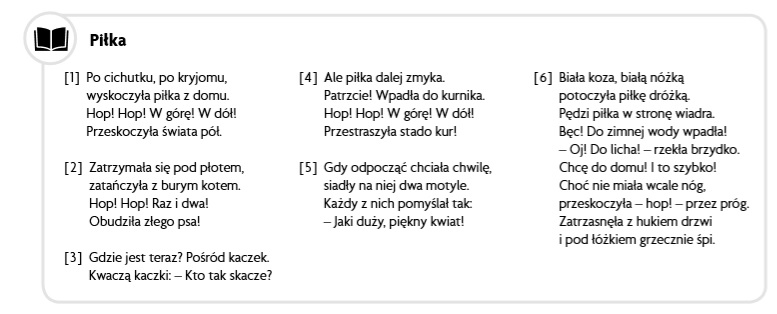 Piłka
[1] Po cichutku, po kryjomu,
wyskoczyła piłka z domu.
Hop! Hop! W górę! W dół!
Przeskoczyła świata pół.
[2] Zatrzymała się pod płotem,
zatańczyła z burym kotem.
Hop! Hop! Raz i dwa!
Obudziła złego psa!
[3] Gdzie jest teraz? Pośród kaczek.
Kwaczą kaczki: – Kto tak skacze?
[4] Ale piłka dalej zmyka.
Patrzcie! Wpadła do kurnika.
Hop! Hop! W górę! W dół!
Przestraszyła stado kur!
[5] Gdy odpocząć chciała chwilę,
siadły na niej dwa motyle.
Każdy z nich pomyślał tak:
– Jaki duży, piękny kwiat!
[6] Biała koza, białą nóżką
potoczyła piłkę dróżką.
Pędzi piłka w stronę wiadra.
Bęc! Do zimnej wody wpadła!
– Oj! Do licha! – rzekła brzydko.
Chcę do domu! I to szybko!
Choć nie miała wcale nóg,
przeskoczyła – hop! – przez próg.
Zatrzasnęła z hukiem drzwi
i pod łóżkiem grzecznie śpi.